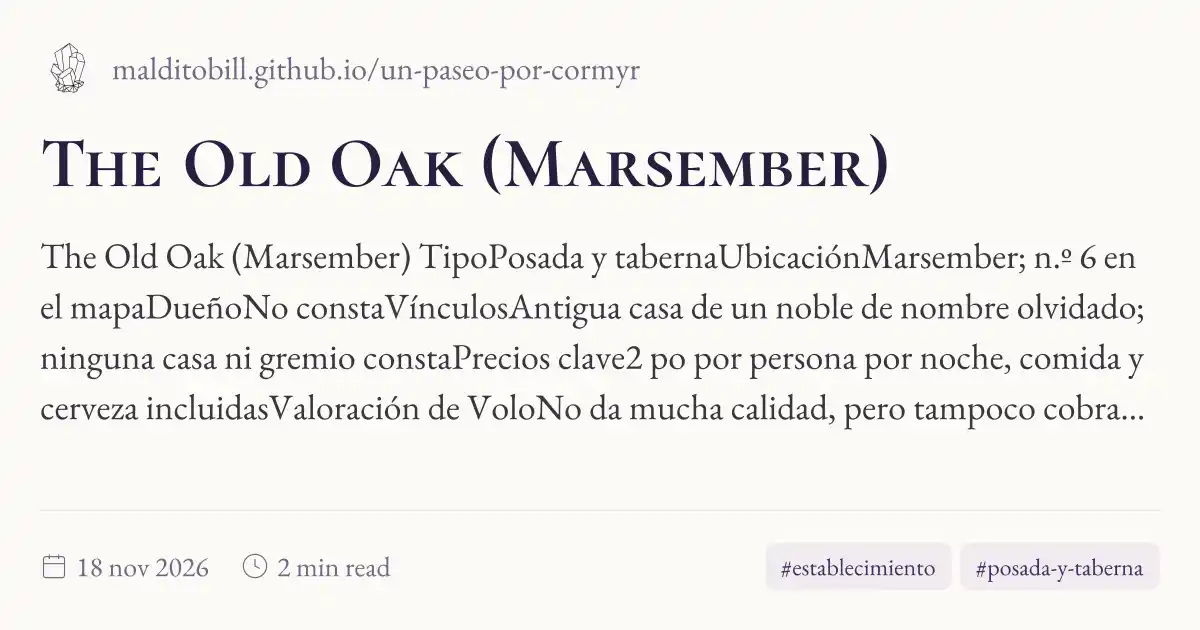 malditobill.github.io/un-paseo-por-cormyr
The Old Oak (Marsember)
The Old Oak (Marsember) TipoPosada y tabernaUbicaciónMarsember; n.º 6 en
el mapaDueñoNo constaVínculosAntigua casa de un noble de nombre olvidado;
ninguna casa ni gremio constaPrecios clave2 po por persona por noche, comida y
cerveza incluidasValoración de VoloNo da mucha calidad, pero tampoco cobra...
18 nov 2026 2 min read #establecimiento #posada-y-taberna